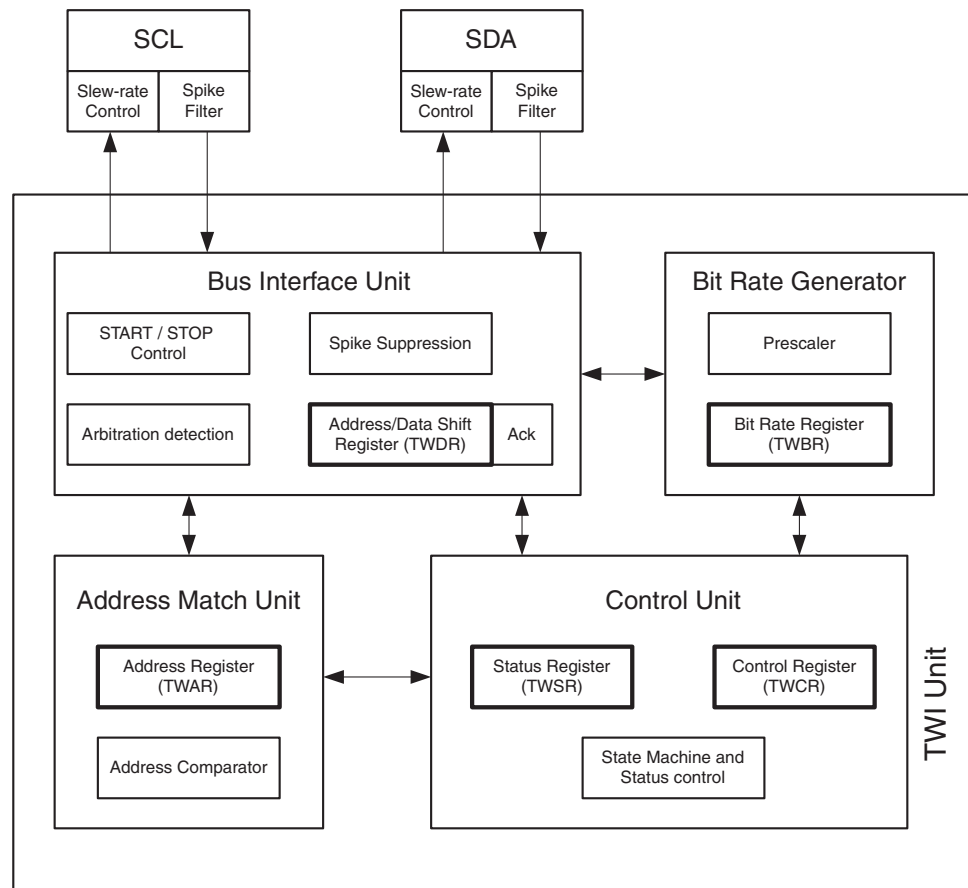 SCL
SDA
Slew-rate
Control
Spike
Filter
Slew-rate
Control
Spike
Filter
Bus Interface Unit
START / STOP
Control
Spike Suppression
Arbitration detection
Address/Data Shift
Register (TWDR)
Ack
Bit Rate Generator
Prescaler
Bit Rate Register
(TWBR)
Address Match Unit
Address Register
(TWAR)
Address Comparator
Control Unit
Status Register
(TWSR)
Control Register
(TWCR)
State Machine and
Status control
TWI Unit